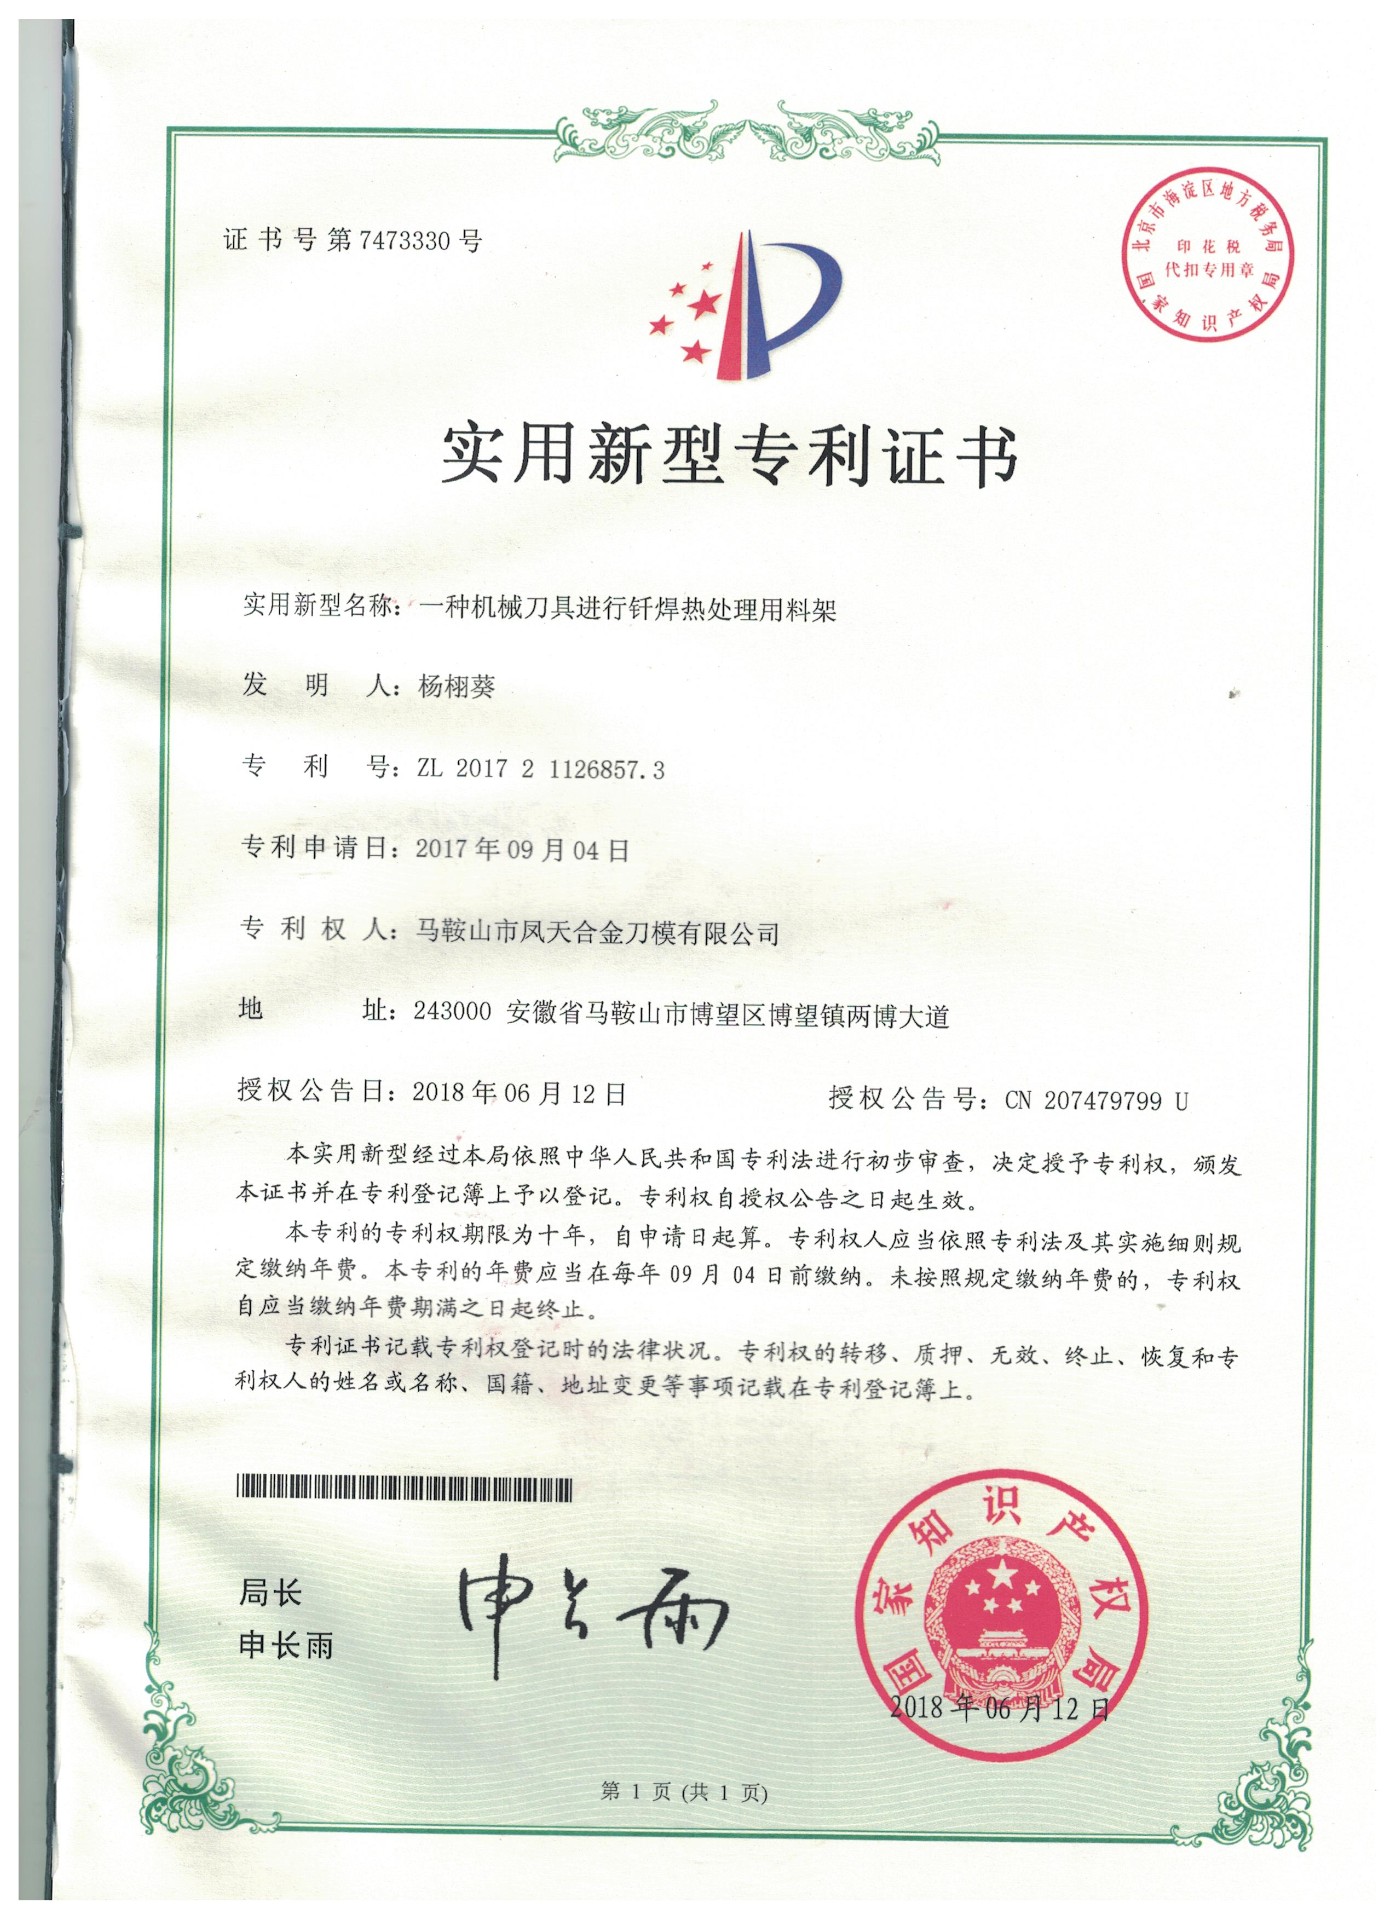 证书号第7473330号
北京市海淀区地方税务局
印花税
代扣专用章
国家知识产权局
实用新型专利证书
实用新型名称：一种机械刀具进行钎焊热处理用料架
发明人：杨栩葵
专利号：ZL 2017 2 1126857.3
专利申请日：2017年09月04日
专利权人：马鞍山市凤天合金刀模有限公司
地址：243000 安徽省马鞍山市博望区博望镇两博大道
授权公告日：2018年06月12日 授权公告号：CN 207479799 U
本实用新型经过本局依照中华人民共和国专利法进行初步审查，决定授予专利权，颁发
本证书并在专利登记簿上予以登记。专利权自授权公告之日起生效。
本专利的专利权期限为十年，自申请日起算。专利权人应当依照专利法及其实施细则规
定缴纳年费。本专利的年费应当在每年09月04日前缴纳。未按照规定缴纳年费的，专利权
自应当缴纳年费期满之日起终止。
专利证书记载专利权登记时的法律状况。专利权的转移、质押、无效、终止、恢复和专
利权人的姓名或名称、国籍、地址变更等事项记载在专利登记簿上。
局长
申长雨
申长雨
国家知识产权局
2018年06月12日
第 1 页 (共 1 页)